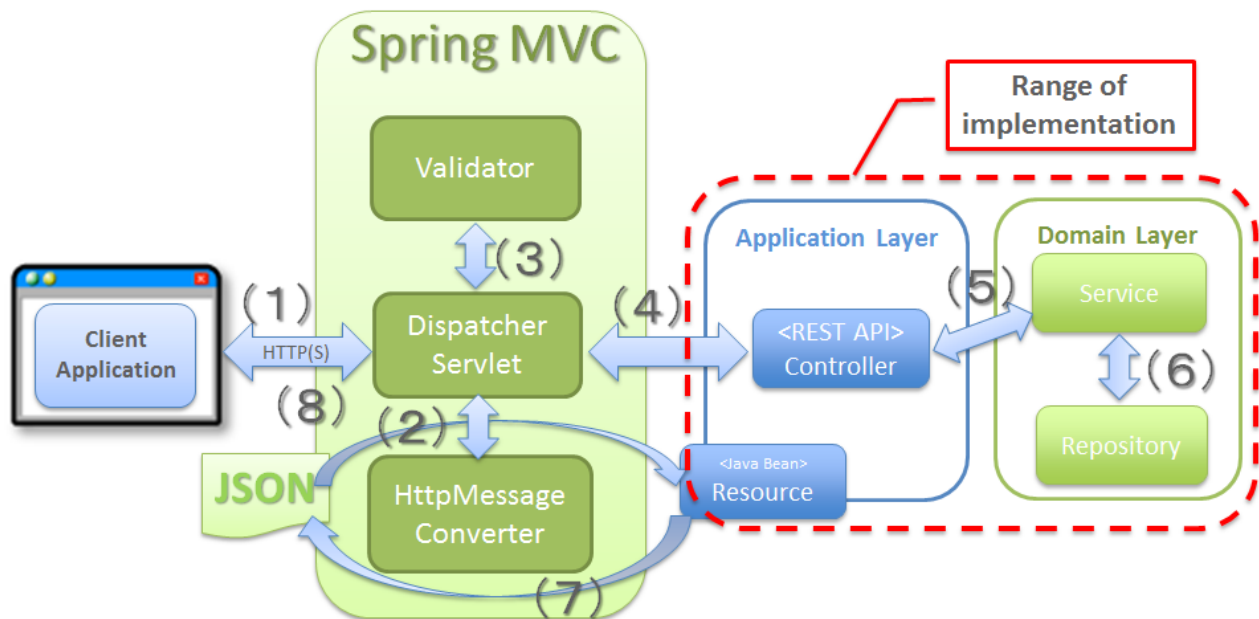 Spring MVC
Range of
implementation
Validator
(3)
Application Layer
Domain Layer
(1)
(4)
(5)
Service
Client
Application
HTTP(S)
Dispatcher
Servlet
<REST API>
Controller
(6)
(8)
(2)
Repository
JSON
HttpMessage
Converter
<Java Bean>
Resource
(7)